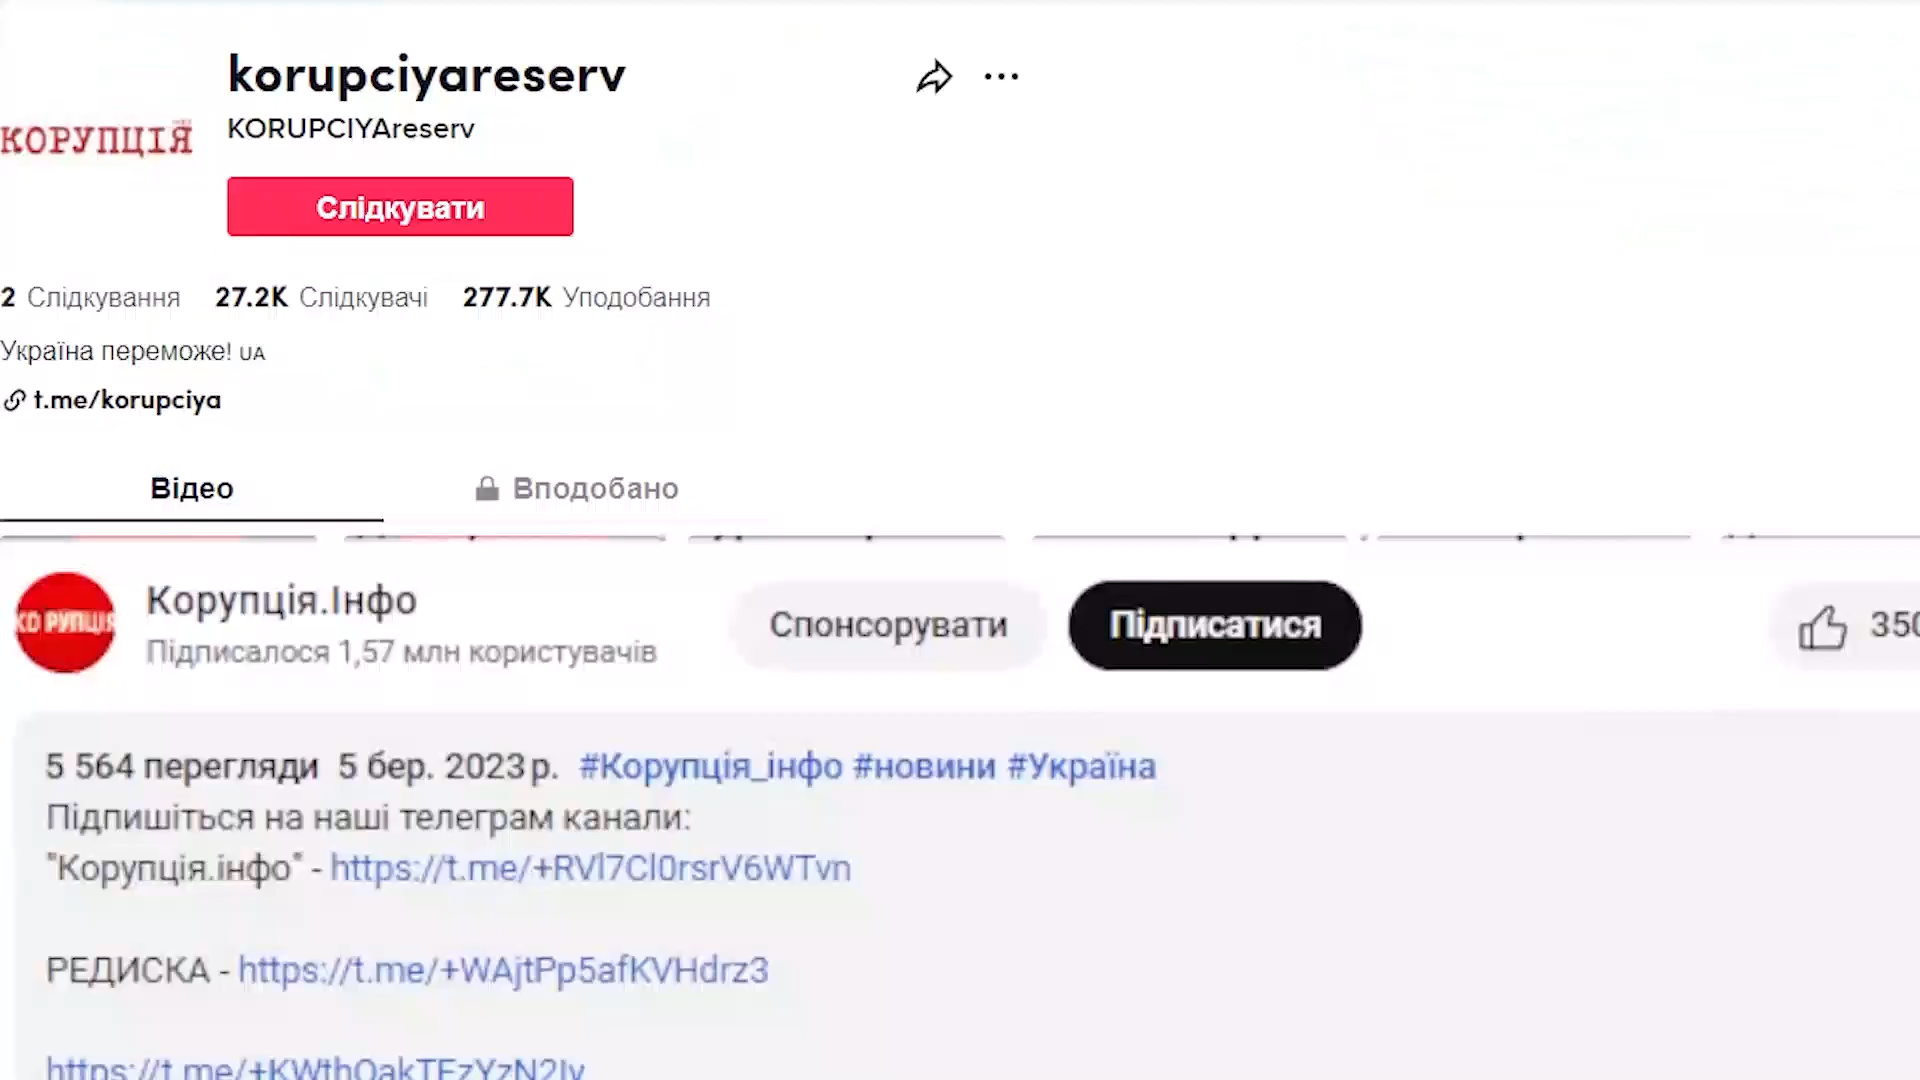 korupciyareserv
KORUPCIYAreserv
КОРУПЦІЯ
Слідкувати
2 Слідкування 27.2K Слідкувачі 277.7K Уподобання
Україна переможе! UA
t.me/korupciya
Відео Вподобано
КОРУПЦІЯ
Корупція.Інфо
Підписалося 1,57 млн користувачів
Спонсорувати
Підписатися
350
5 564 перегляди 5 бер. 2023 р. #Корупція_інфо #новини #Україна
Підпишіться на наші телеграм канали:
"Корупція.інфо" - https://t.me/+RVl7Cl0rsrV6WTvn
РЕДИСКА - https://t.me/+WAjtPp5afKVHdrz3